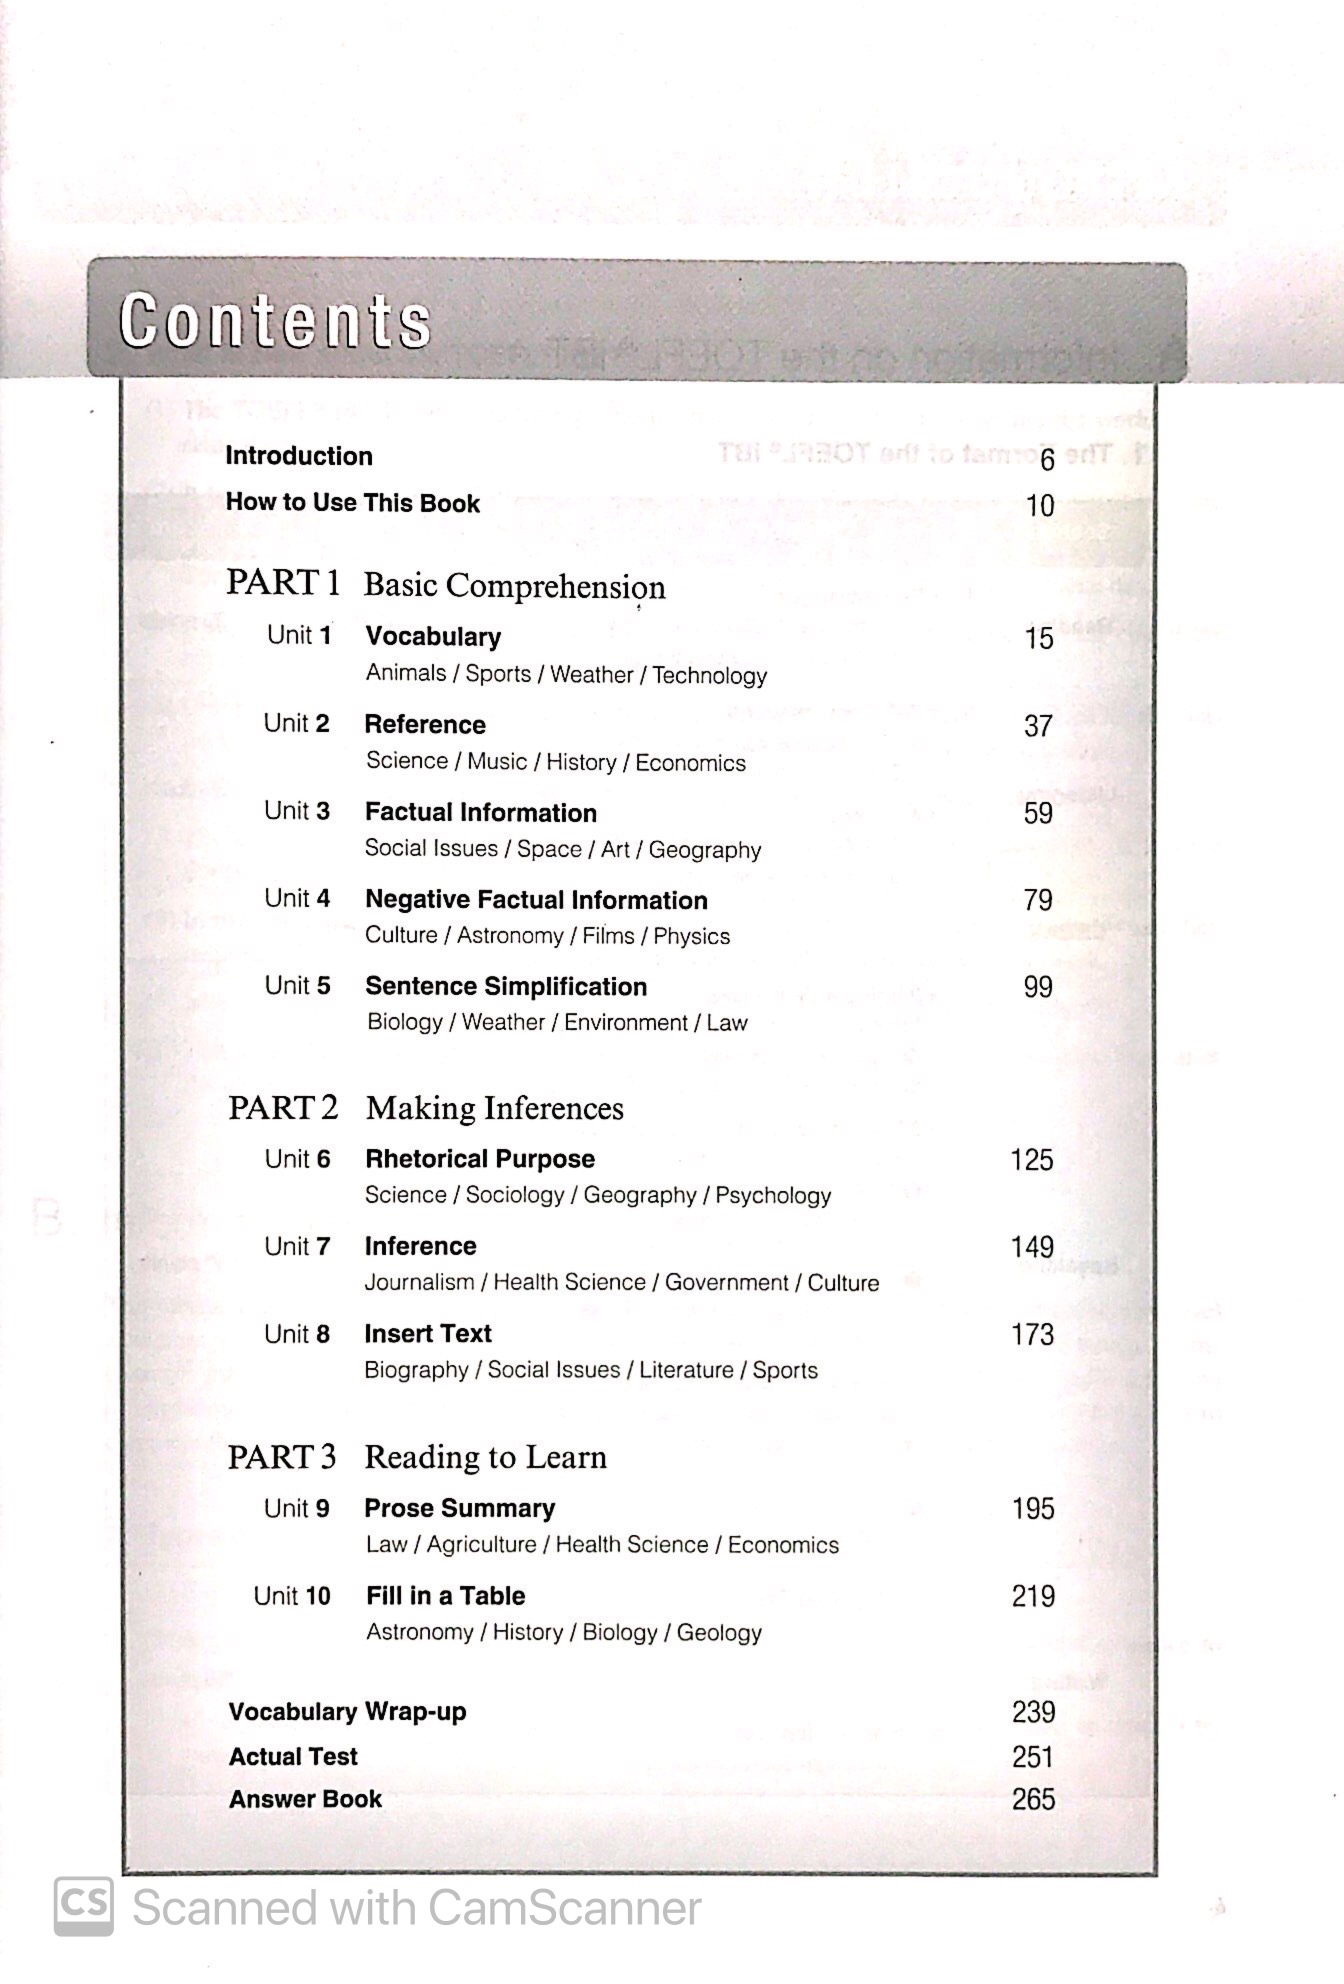 Contents
Introduction 6
How to Use This Book 10
PART 1 Basic Comprehension
Unit 1 Vocabulary 15
Animals / Sports / Weather / Technology
Unit 2 Reference 37
Science / Music / History / Economics
Unit 3 Factual Information 59
Social Issues / Space / Art / Geography
Unit 4 Negative Factual Information 79
Culture / Astronomy / Films / Physics
Unit 5 Sentence Simplification 99
Biology / Weather / Environment / Law
PART 2 Making Inferences
Unit 6 Rhetorical Purpose 125
Science / Sociology / Geography / Psychology
Unit 7 Inference 149
Journalism / Health Science / Government / Culture
Unit 8 Insert Text 173
Biography / Social Issues / Literature / Sports
PART 3 Reading to Learn
Unit 9 Prose Summary 195
Law / Agriculture / Health Science / Economics
Unit 10 Fill in a Table 219
Astronomy / History / Biology / Geology
Vocabulary Wrap-up 239
Actual Test 251
Answer Book 265
CS Scanned with CamScanner